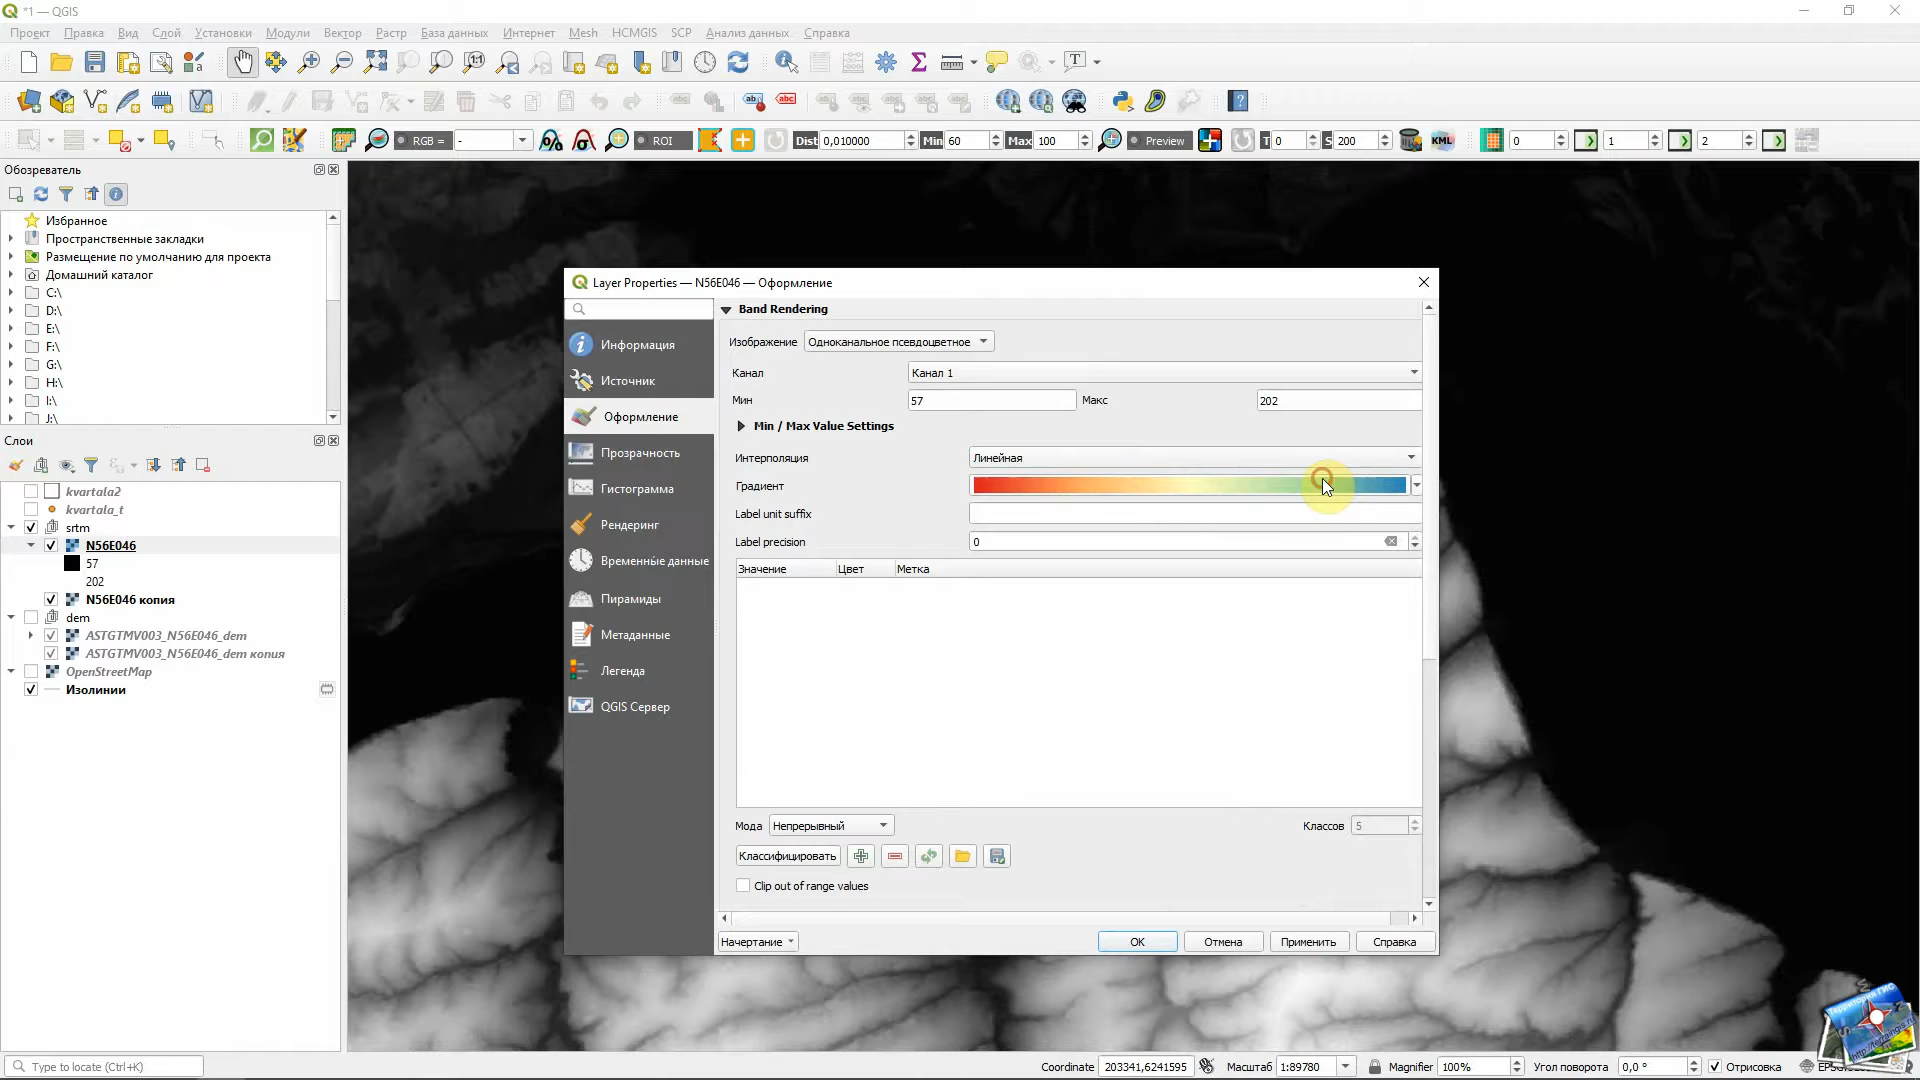 *1 — QGIS
Проект Правка Вид Слой Установки Модули Вектор Растр База данных Интернет Mesh HCMGIS SCP Анализ данных Справка
RGB = - ROI Dist 0,010000 Min 60 Max 100 Preview T 0 S 200 KML 0 1 2
Обозреватель
Избранное
Пространственные закладки
Размещение по умолчанию для проекта
Домашний каталог
C:\
D:\
E:\
F:\
G:\
H:\
I:\
J:\
Слои
kvartala2
kvartala_t
srtm
N56E046
57
202
N56E046 копия
dem
ASTGTMV003_N56E046_dem
ASTGTMV003_N56E046_dem копия
OpenStreetMap
Изолинии
Layer Properties — N56E046 — Оформление
Информация
Источник
Оформление
Прозрачность
Гистограмма
Рендеринг
Временные данные
Пирамиды
Метаданные
Легенда
QGIS Сервер
Band Rendering
Изображение Одноканальное псевдоцветное
Канал Канал 1
Мин 57 Макс 202
Min / Max Value Settings
Интерполяция Линейная
Градиент
Label unit suffix
Label precision 0
Значение Цвет Метка
Мода Непрерывный Классов 5
Классифицировать
Clip out of range values
Начертание OK Отмена Применить Справка
Type to locate (Ctrl+K) Coordinate 203341,6241595 Масштаб 1:89780 Magnifier 100% Угол поворота 0,0 ° Отрисовка